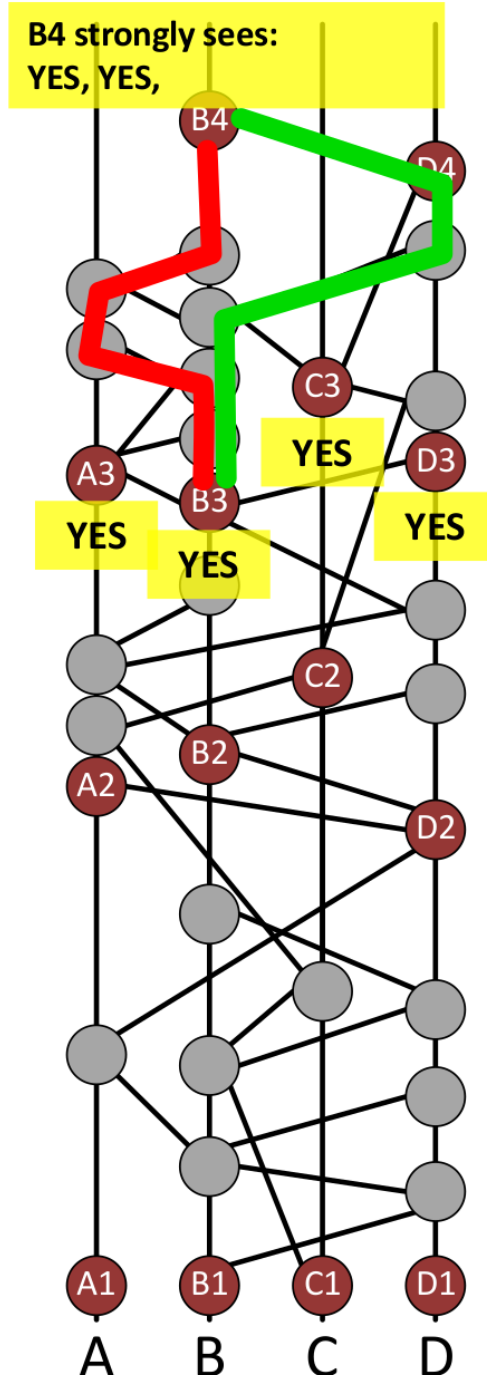 B4 strongly sees:
YES, YES,
B4
D4
C3
YES
A3
D3
B3
YES
YES
YES
C2
B2
A2
D2
A1 B1 C1 D1
A B C D